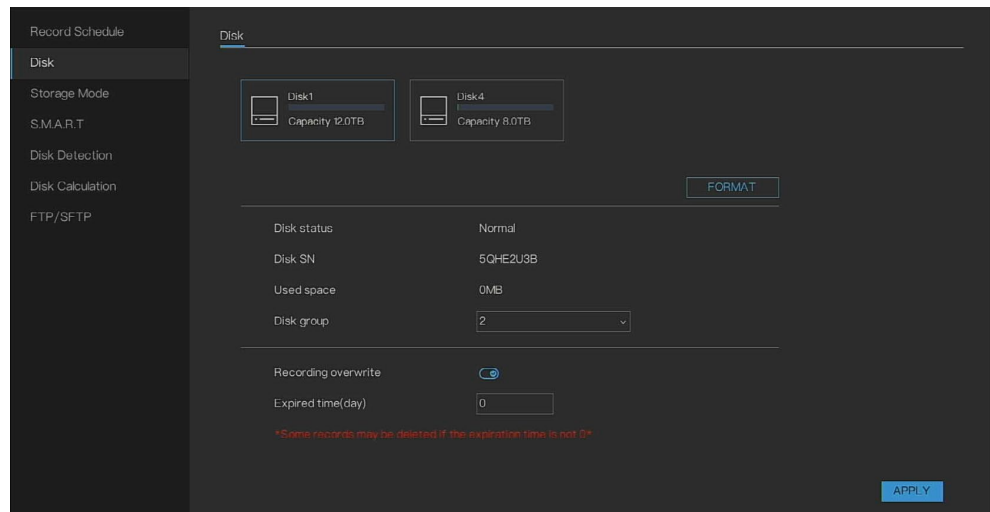 Record Schedule
Disk
Storage Mode
S.M.A.R.T
Disk Detection
Disk Calculation
FTP/SFTP
Disk
Disk1
Capacity 12.0TB
Disk4
Capacity 8.0TB
FORMAT
Disk status Normal
Disk SN 5QHE2U3B
Used space 0MB
Disk group 2
Recording overwrite
Expired time(day) 0
*Some records may be deleted if the expiration time is not 0*
APPLY